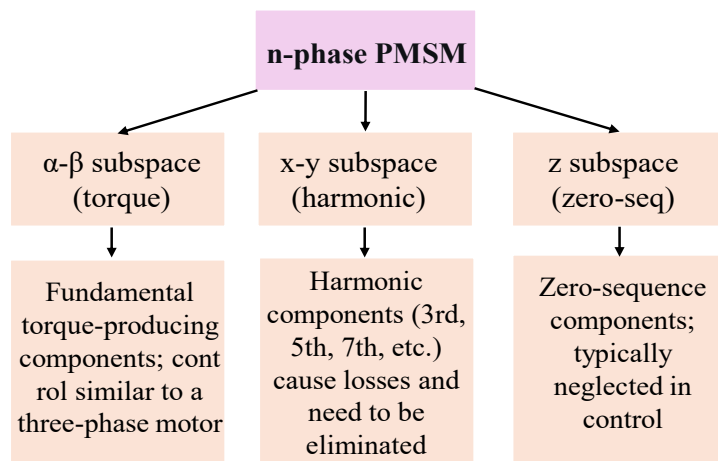 n-phase PMSM
α-β subspace
(torque)
x-y subspace
(harmonic)
z subspace
(zero-seq)
Fundamental
torque-producing
components; cont
rol similar to a
three-phase motor
Harmonic
components (3rd,
5th, 7th, etc.)
cause losses and
need to be
eliminated
Zero-sequence
components;
typically
neglected in
control